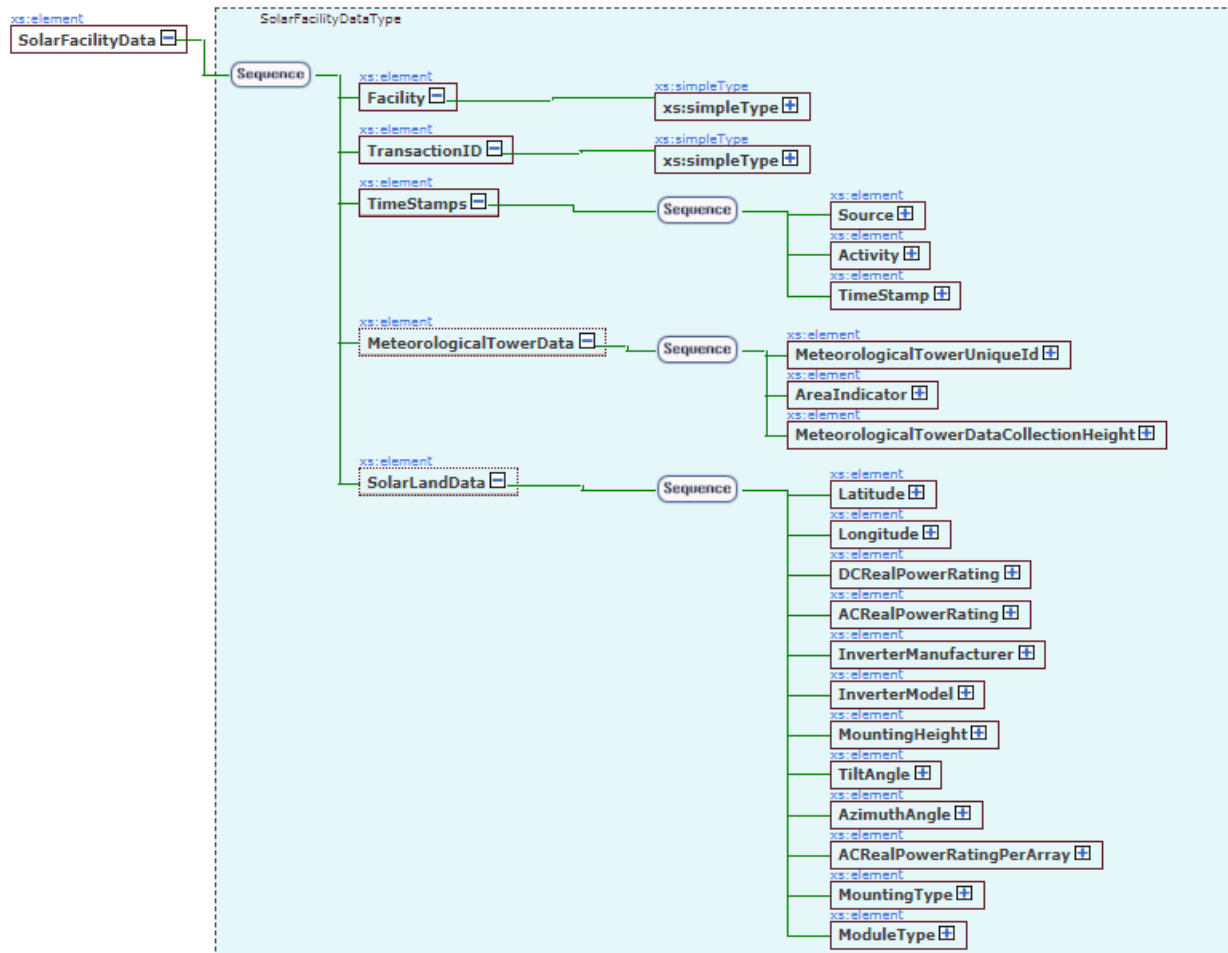 xs:element
SolarFacilityData
SolarFacilityDataType
Sequence
xs:element
Facility
xs:simpleType
xs:simpleType
xs:element
TransactionID
xs:simpleType
xs:simpleType
xs:element
TimeStamps
Sequence
xs:element
Source
xs:element
Activity
xs:element
TimeStamp
xs:element
MeteorologicalTowerData
Sequence
xs:element
MeteorologicalTowerUniqueId
xs:element
AreaIndicator
xs:element
MeteorologicalTowerDataCollectionHeight
xs:element
SolarLandData
Sequence
xs:element
Latitude
xs:element
Longitude
xs:element
DCRealPowerRating
xs:element
ACRealPowerRating
xs:element
InverterManufacturer
xs:element
InverterModel
xs:element
MountingHeight
xs:element
TiltAngle
xs:element
AzimuthAngle
xs:element
ACRealPowerRatingPerArray
xs:element
MountingType
xs:element
ModuleType